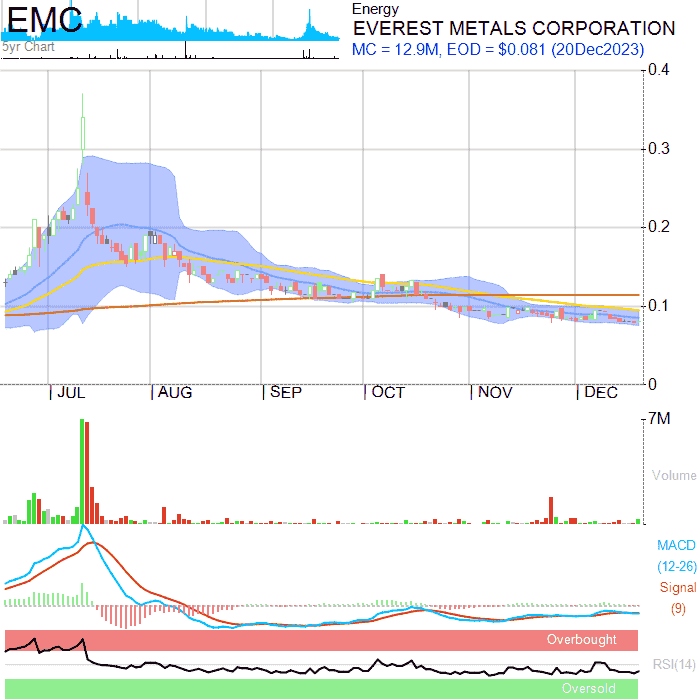 EMC
5yr Chart
Energy
EVEREST METALS CORPORATION
MC = 12.9M, EOD = $0.081 (20Dec2023)
0.4
0.3
0.2
0.1
0
JUL AUG SEP OCT NOV DEC
7M
Volume
MACD
(12-26)
Signal
(9)
Overbought
RSI(14)
Oversold